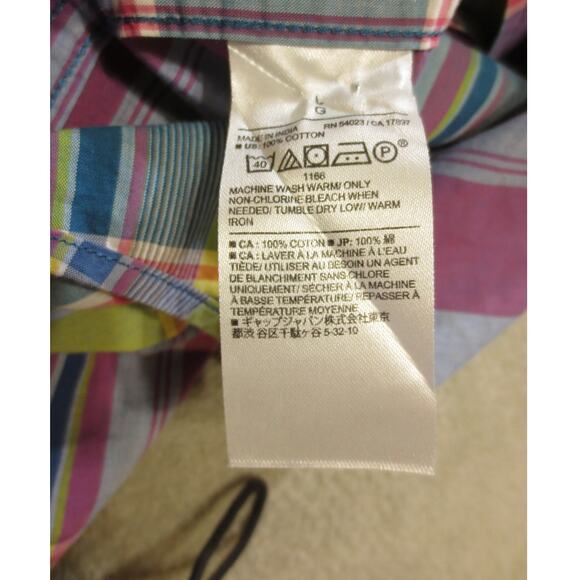 L
G
RN 54023 / CA 17897
MADE IN INDIA
■ US: 100% COTTON
40 P®
1166
MACHINE WASH WARM/ ONLY
NON-CHLORINE BLEACH WHEN
NEEDED/ TUMBLE DRY LOW/ WARM
IRON
■ CA : 100% COTON ■ JP: 100% 綿
■ CA : LAVER À LA MACHINE À L'EAU
TIÈDE/ UTILISER AU BESOIN UN AGENT
DE BLANCHIMENT SANS CHLORE
UNIQUEMENT/ SÉCHER À LA MACHINE
À BASSE TEMPÉRATURE/ REPASSER À
TEMPÉRATURE MOYENNE
■ ギャップジャパン株式会社東京
都渋谷区千駄ヶ谷 5-32-10